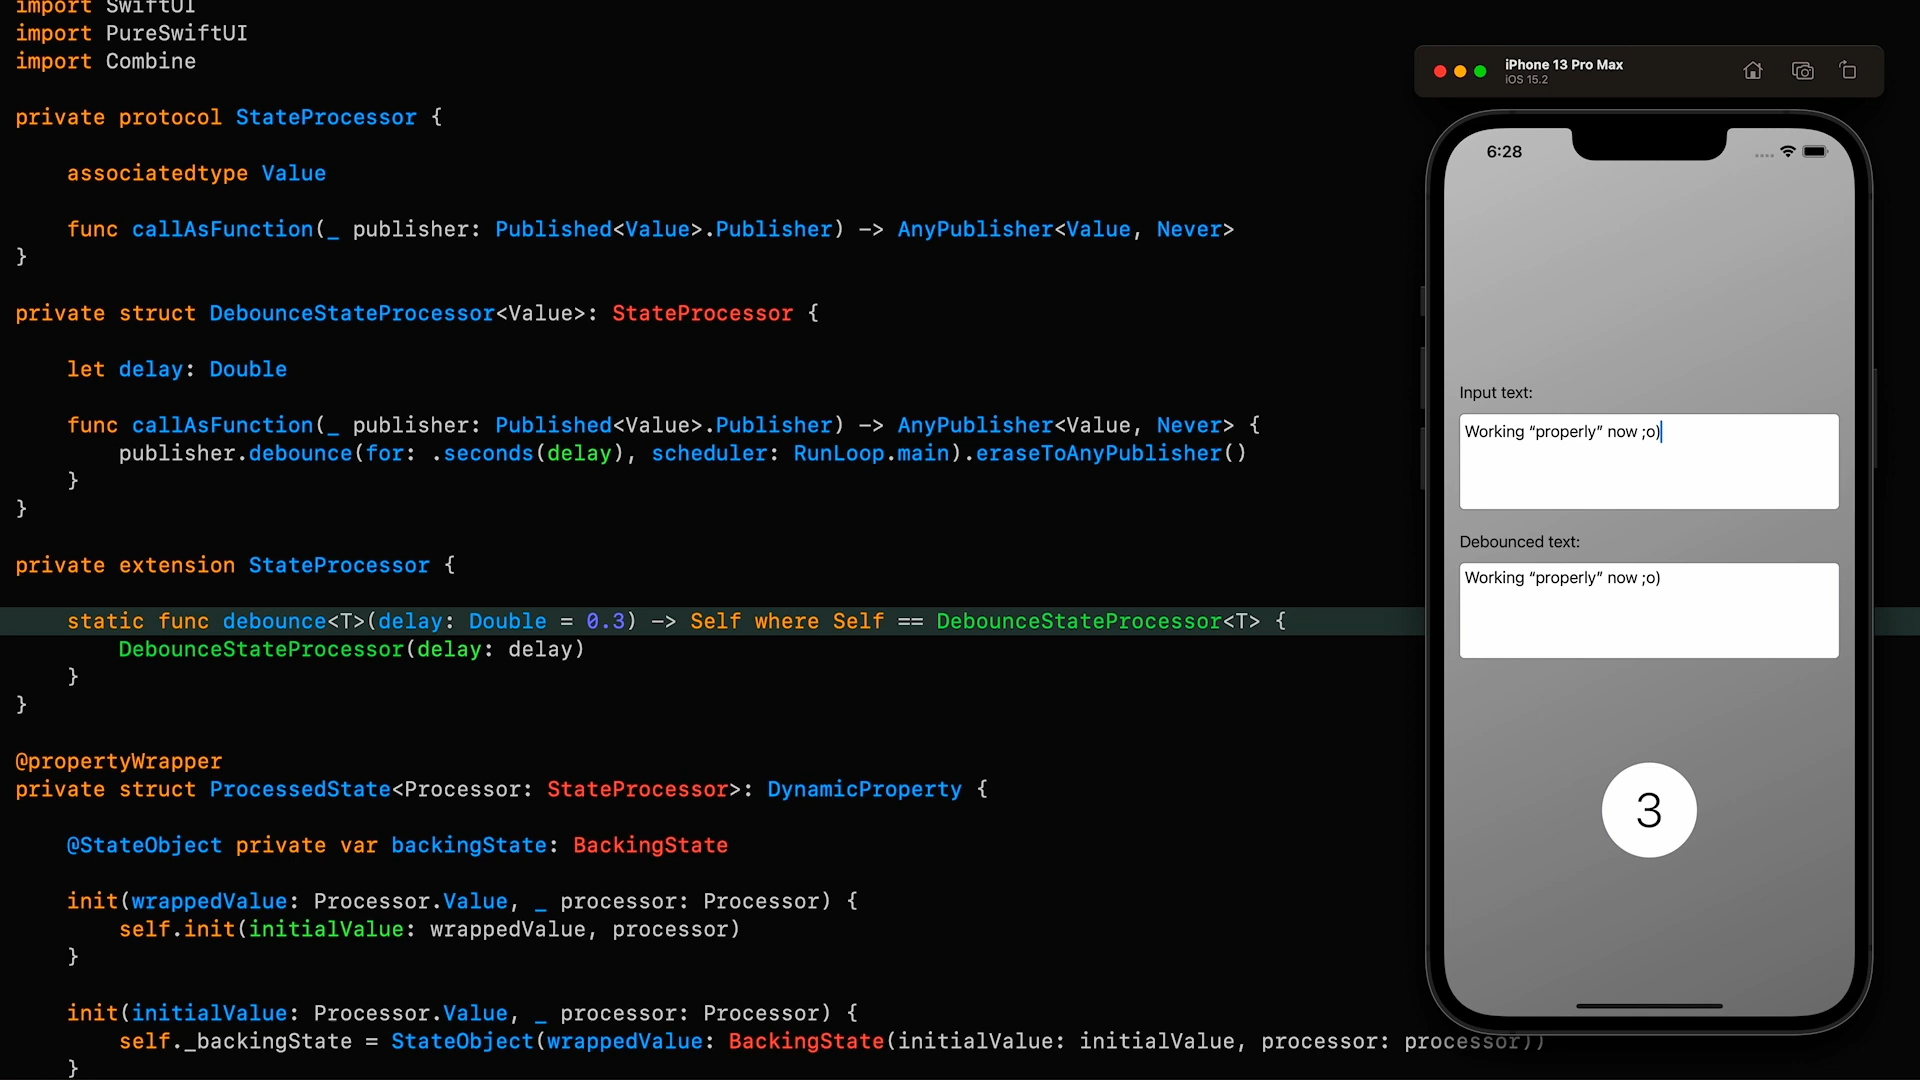 import SwiftUI
import PureSwiftUI
import Combine
private protocol StateProcessor {
associatedtype Value
func callAsFunction(_ publisher: Published<Value>.Publisher) -> AnyPublisher<Value, Never>
}
private struct DebounceStateProcessor<Value>: StateProcessor {
let delay: Double
func callAsFunction(_ publisher: Published<Value>.Publisher) -> AnyPublisher<Value, Never> {
publisher.debounce(for: .seconds(delay), scheduler: RunLoop.main).eraseToAnyPublisher()
}
}
private extension StateProcessor {
static func debounce<T>(delay: Double = 0.3) -> Self where Self == DebounceStateProcessor<T> {
DebounceStateProcessor(delay: delay)
}
}
@propertyWrapper
private struct ProcessedState<Processor: StateProcessor>: DynamicProperty {
@StateObject private var backingState: BackingState
init(wrappedValue: Processor.Value, _ processor: Processor) {
self.init(initialValue: wrappedValue, processor)
}
init(initialValue: Processor.Value, _ processor: Processor) {
self._backingState = StateObject(wrappedValue: BackingState(initialValue: initialValue, processor: processor))
}
iPhone 13 Pro Max
iOS 15.2
6:28
Input text:
Working “properly” now ;o)
Debounced text:
Working “properly” now ;o)
3